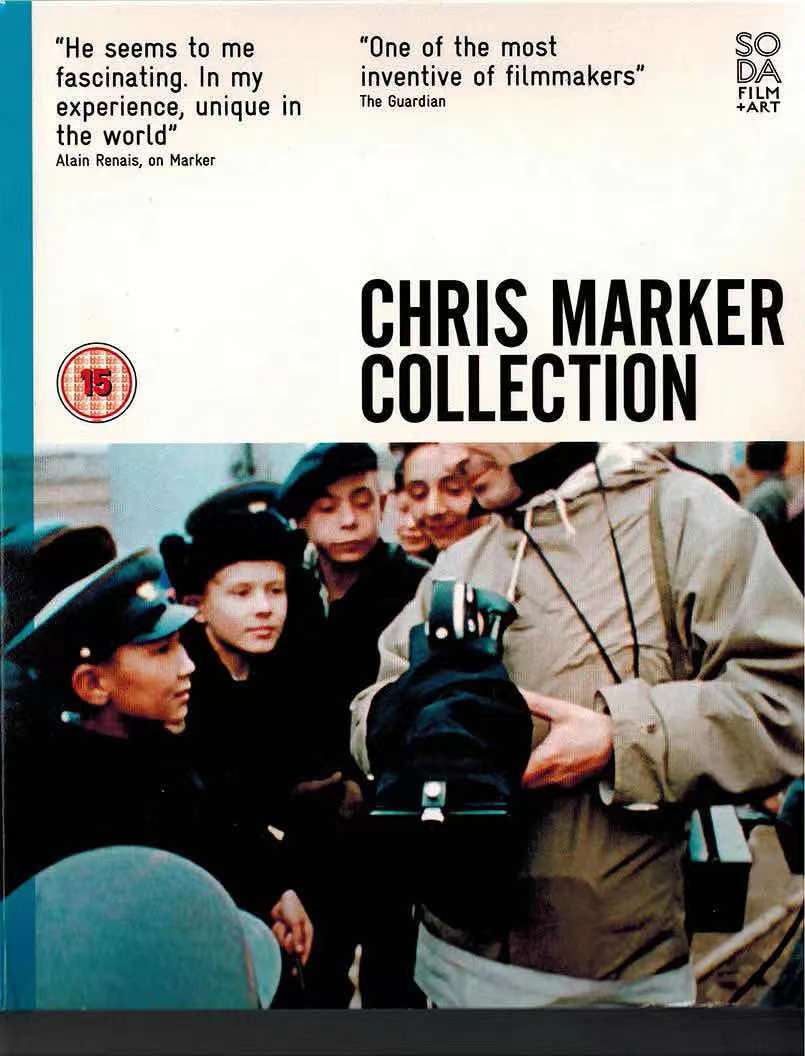 "He seems to me
fascinating. In my
experience, unique in
the world"
Alain Renais, on Marker
"One of the most
inventive of filmmakers"
The Guardian
SO
DA
FILM
+ART
CHRIS MARKER
COLLECTION
15